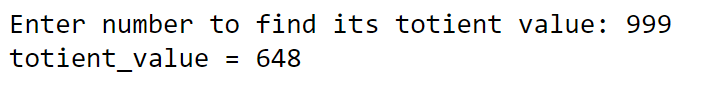 Enter number to find its totient value: 999
totient_value = 648